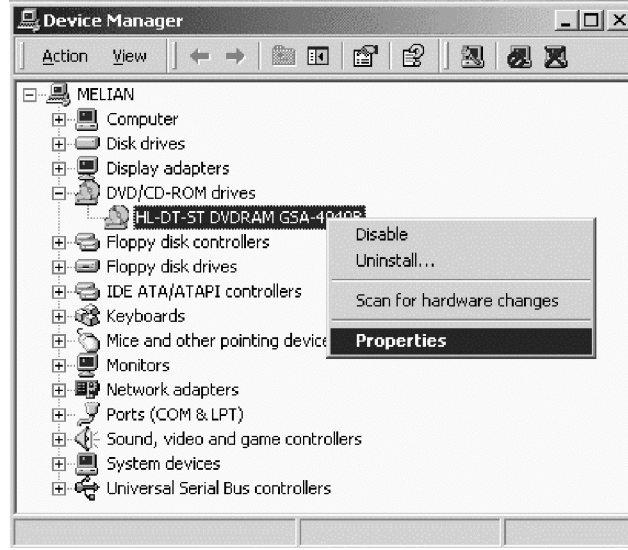 Device Manager
Action View
MELIAN
Computer
Disk drives
Display adapters
DVD/CD-ROM drives
HL-DT-ST DVDRAM GSA-4040B
Disable
Floppy disk controllers
Uninstall...
Floppy disk drives
IDE ATA/ATAPI controllers
Scan for hardware changes
Keyboards
Mice and other pointing device
Properties
Monitors
Network adapters
Ports (COM & LPT)
Sound, video and game controllers
System devices
Universal Serial Bus controllers